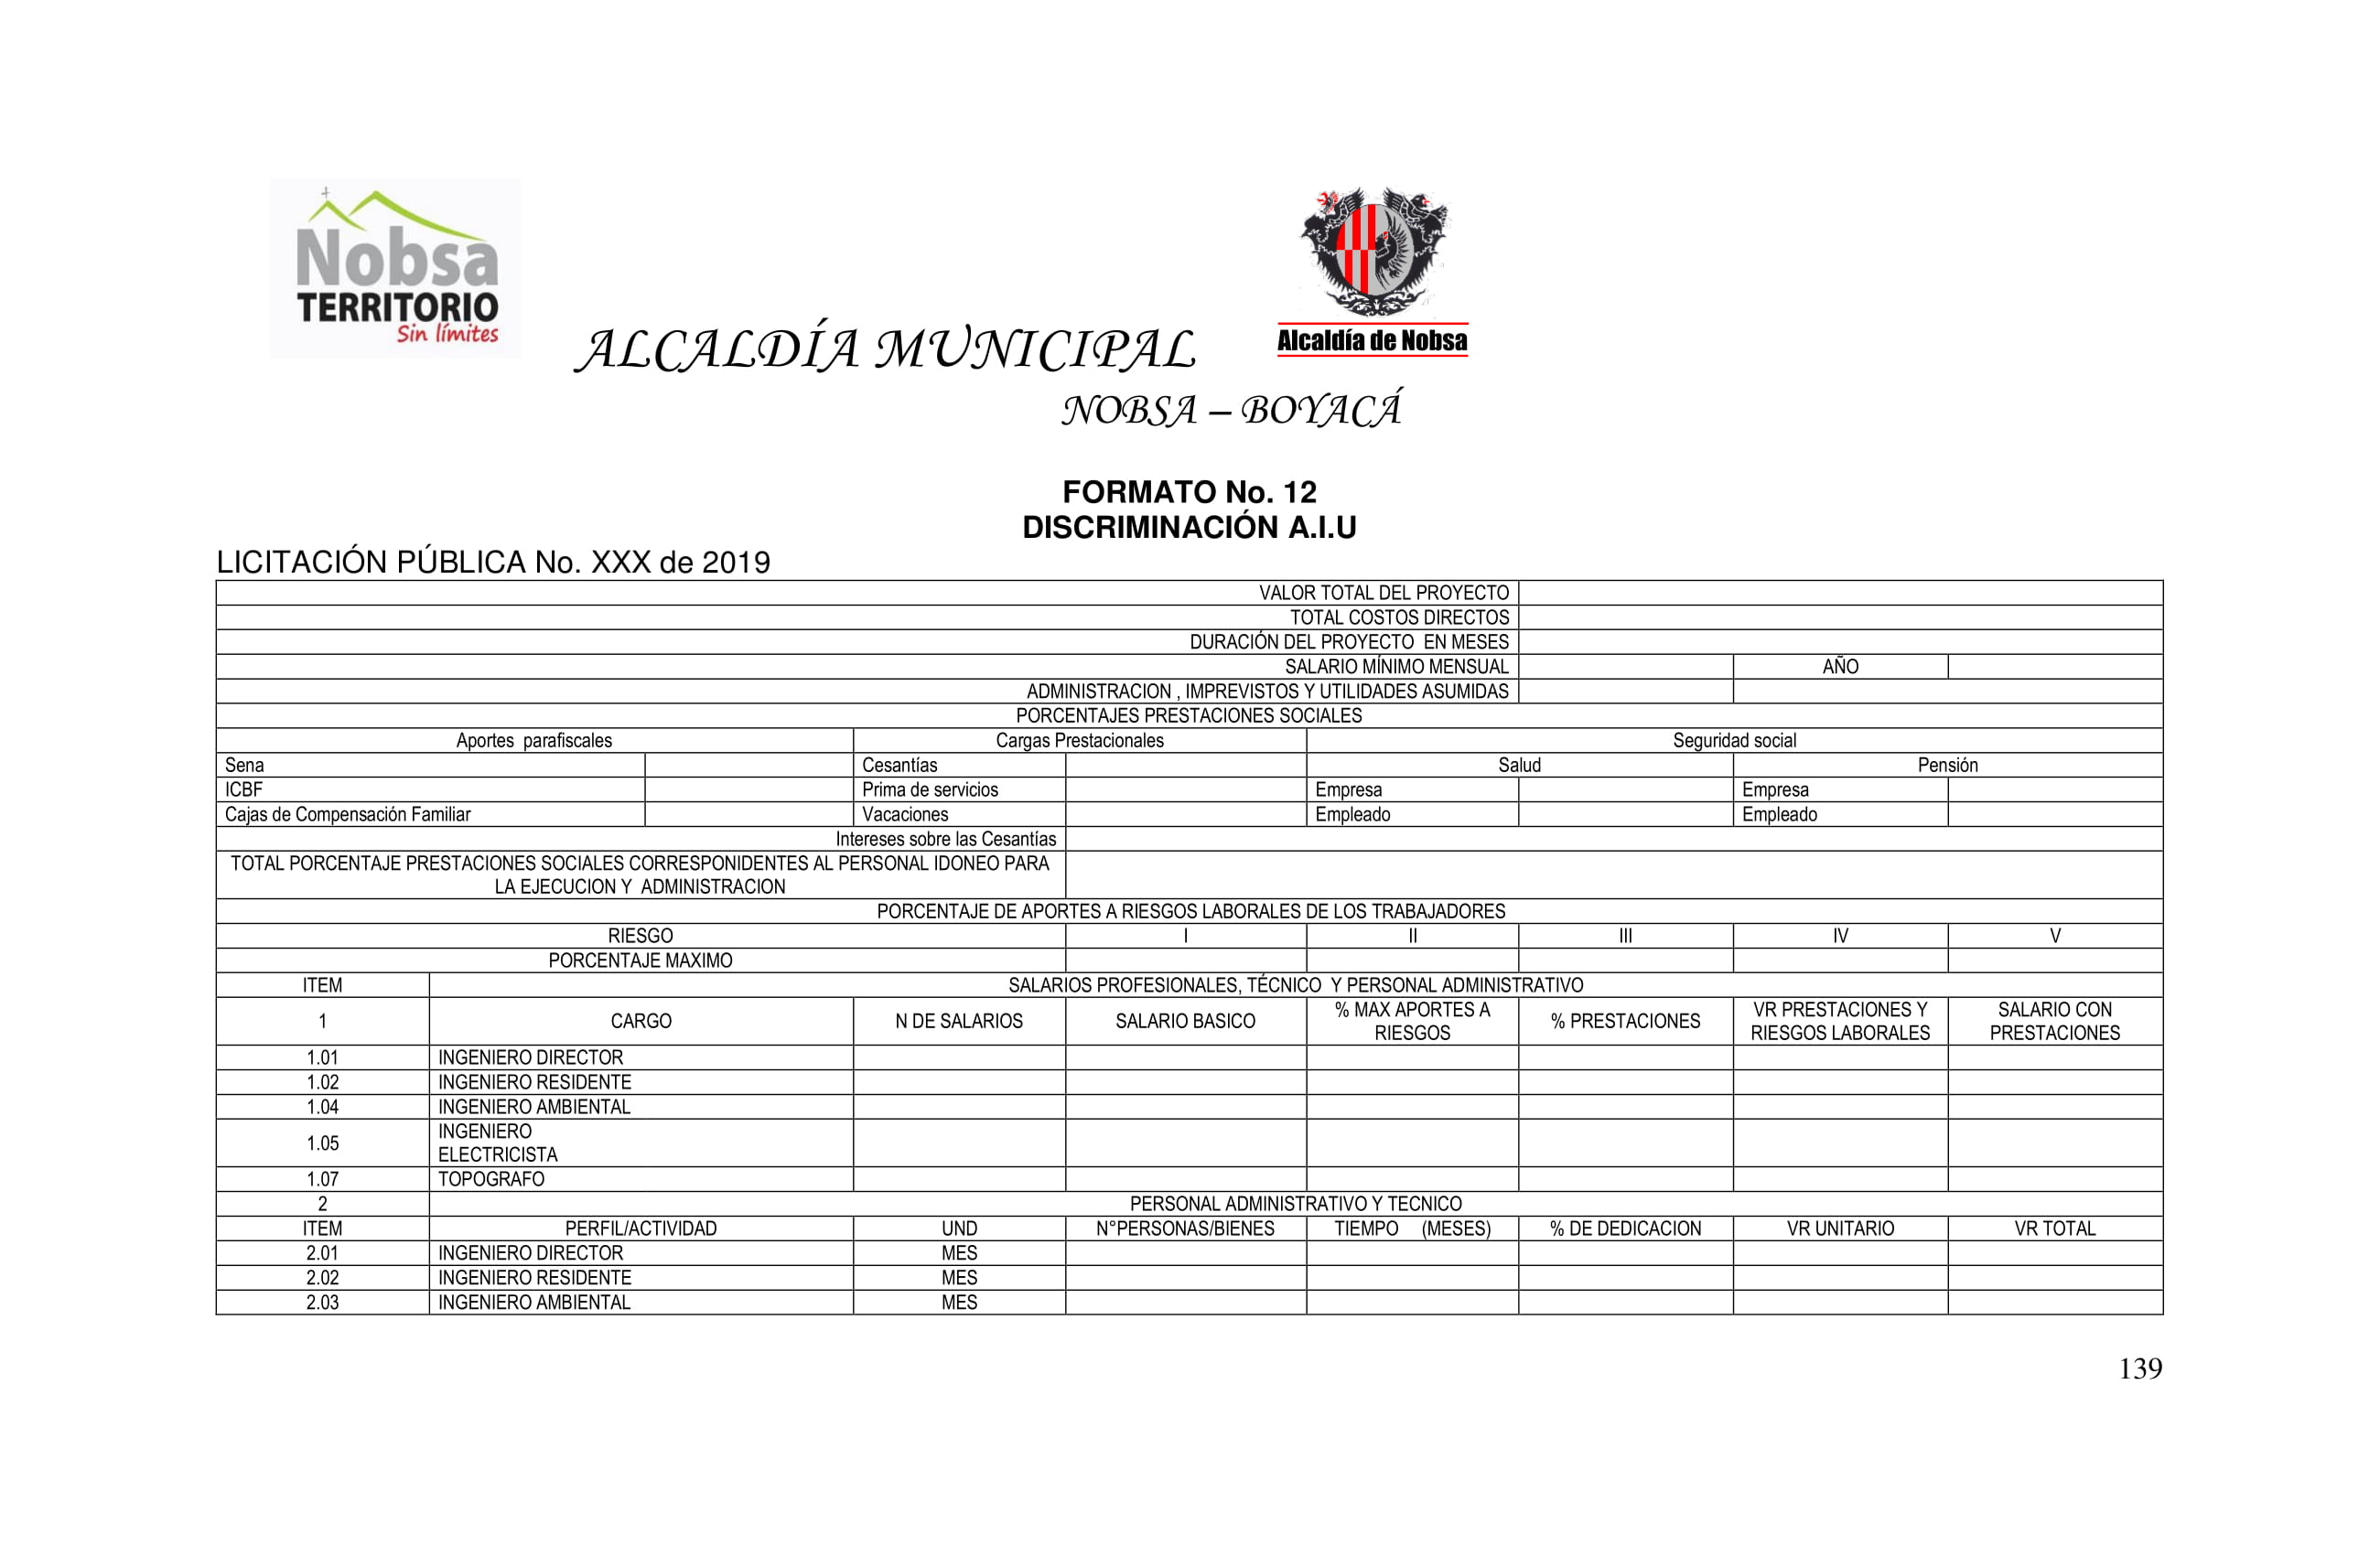 Nobsa
TERRITORIO
Sin límites
Alcaldía de Nobsa
ALCALDÍA MUNICIPAL
NOBSA – BOYACÁ
FORMATO No. 12
DISCRIMINACIÓN A.I.U
LICITACIÓN PÚBLICA No. XXX de 2019
VALOR TOTAL DEL PROYECTO
TOTAL COSTOS DIRECTOS
DURACIÓN DEL PROYECTO EN MESES
SALARIO MÍNIMO MENSUAL AÑO
ADMINISTRACION , IMPREVISTOS Y UTILIDADES ASUMIDAS
PORCENTAJES PRESTACIONES SOCIALES
Aportes parafiscales Cargas Prestacionales Seguridad social
Sena Cesantías Salud Pensión
ICBF Prima de servicios Empresa Empresa
Cajas de Compensación Familiar Vacaciones Empleado Empleado
Intereses sobre las Cesantías
TOTAL PORCENTAJE PRESTACIONES SOCIALES CORRESPONIDENTES AL PERSONAL IDONEO PARA
LA EJECUCION Y ADMINISTRACION
PORCENTAJE DE APORTES A RIESGOS LABORALES DE LOS TRABAJADORES
RIESGO I II III IV V
PORCENTAJE MAXIMO
ITEM SALARIOS PROFESIONALES, TÉCNICO Y PERSONAL ADMINISTRATIVO
1 CARGO N DE SALARIOS SALARIO BASICO % MAX APORTES A RIESGOS % PRESTACIONES VR PRESTACIONES Y RIESGOS LABORALES SALARIO CON PRESTACIONES
1.01 INGENIERO DIRECTOR
1.02 INGENIERO RESIDENTE
1.04 INGENIERO AMBIENTAL
1.05 INGENIERO ELECTRICISTA
1.07 TOPOGRAFO
2 PERSONAL ADMINISTRATIVO Y TECNICO
ITEM PERFIL/ACTIVIDAD UND N°PERSONAS/BIENES TIEMPO (MESES) % DE DEDICACION VR UNITARIO VR TOTAL
2.01 INGENIERO DIRECTOR MES
2.02 INGENIERO RESIDENTE MES
2.03 INGENIERO AMBIENTAL MES
139